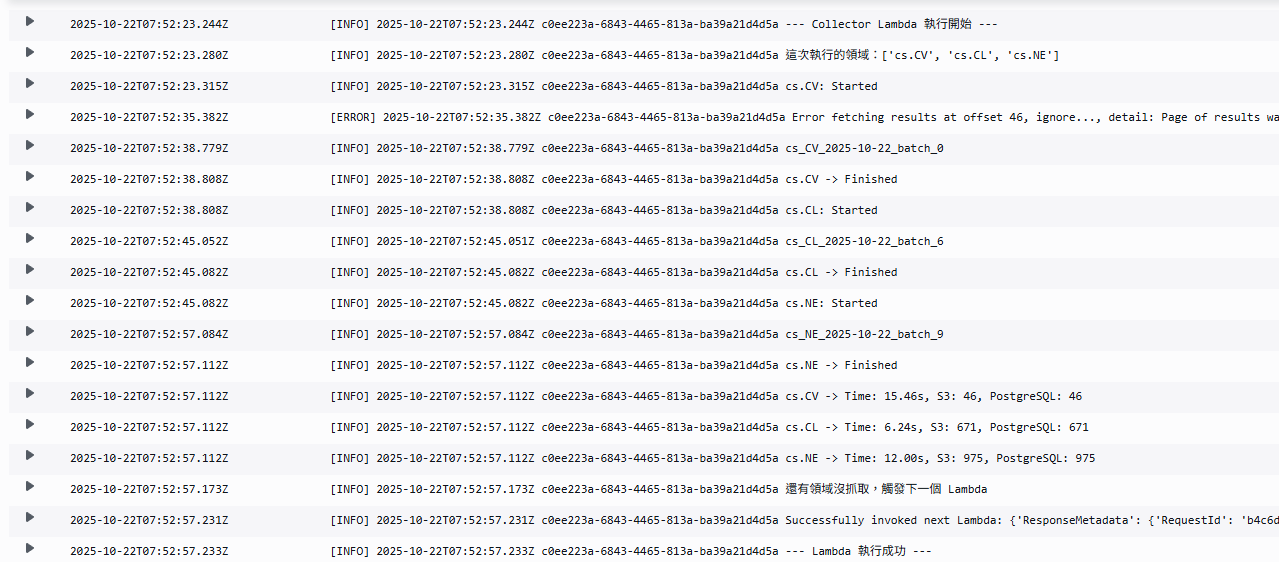 2025-10-22T07:52:23.244Z [INFO] 2025-10-22T07:52:23.244Z c0ee223a-6843-4465-813a-ba39a21d4d5a --- Collector Lambda 執行開始 ---
2025-10-22T07:52:23.280Z [INFO] 2025-10-22T07:52:23.280Z c0ee223a-6843-4465-813a-ba39a21d4d5a 這次執行的領域：['cs.CV', 'cs.CL', 'cs.NE']
2025-10-22T07:52:23.315Z [INFO] 2025-10-22T07:52:23.315Z c0ee223a-6843-4465-813a-ba39a21d4d5a cs.CV: Started
2025-10-22T07:52:35.382Z [ERROR] 2025-10-22T07:52:35.382Z c0ee223a-6843-4465-813a-ba39a21d4d5a Error fetching results at offset 46, ignore..., detail: Page of results wa
2025-10-22T07:52:38.779Z [INFO] 2025-10-22T07:52:38.779Z c0ee223a-6843-4465-813a-ba39a21d4d5a cs_CV_2025-10-22_batch_0
2025-10-22T07:52:38.808Z [INFO] 2025-10-22T07:52:38.808Z c0ee223a-6843-4465-813a-ba39a21d4d5a cs.CV -> Finished
2025-10-22T07:52:38.808Z [INFO] 2025-10-22T07:52:38.808Z c0ee223a-6843-4465-813a-ba39a21d4d5a cs.CL: Started
2025-10-22T07:52:45.052Z [INFO] 2025-10-22T07:52:45.051Z c0ee223a-6843-4465-813a-ba39a21d4d5a cs_CL_2025-10-22_batch_6
2025-10-22T07:52:45.082Z [INFO] 2025-10-22T07:52:45.082Z c0ee223a-6843-4465-813a-ba39a21d4d5a cs.CL -> Finished
2025-10-22T07:52:45.082Z [INFO] 2025-10-22T07:52:45.082Z c0ee223a-6843-4465-813a-ba39a21d4d5a cs.NE: Started
2025-10-22T07:52:57.084Z [INFO] 2025-10-22T07:52:57.084Z c0ee223a-6843-4465-813a-ba39a21d4d5a cs_NE_2025-10-22_batch_9
2025-10-22T07:52:57.112Z [INFO] 2025-10-22T07:52:57.112Z c0ee223a-6843-4465-813a-ba39a21d4d5a cs.NE -> Finished
2025-10-22T07:52:57.112Z [INFO] 2025-10-22T07:52:57.112Z c0ee223a-6843-4465-813a-ba39a21d4d5a cs.CV -> Time: 15.46s, S3: 46, PostgreSQL: 46
2025-10-22T07:52:57.112Z [INFO] 2025-10-22T07:52:57.112Z c0ee223a-6843-4465-813a-ba39a21d4d5a cs.CL -> Time: 6.24s, S3: 671, PostgreSQL: 671
2025-10-22T07:52:57.112Z [INFO] 2025-10-22T07:52:57.112Z c0ee223a-6843-4465-813a-ba39a21d4d5a cs.NE -> Time: 12.00s, S3: 975, PostgreSQL: 975
2025-10-22T07:52:57.173Z [INFO] 2025-10-22T07:52:57.173Z c0ee223a-6843-4465-813a-ba39a21d4d5a 還有領域沒抓取，觸發下一個 Lambda
2025-10-22T07:52:57.231Z [INFO] 2025-10-22T07:52:57.231Z c0ee223a-6843-4465-813a-ba39a21d4d5a Successfully invoked next Lambda: {'ResponseMetadata': {'RequestId': 'b4c6d
2025-10-22T07:52:57.233Z [INFO] 2025-10-22T07:52:57.233Z c0ee223a-6843-4465-813a-ba39a21d4d5a --- Lambda 執行成功 ---